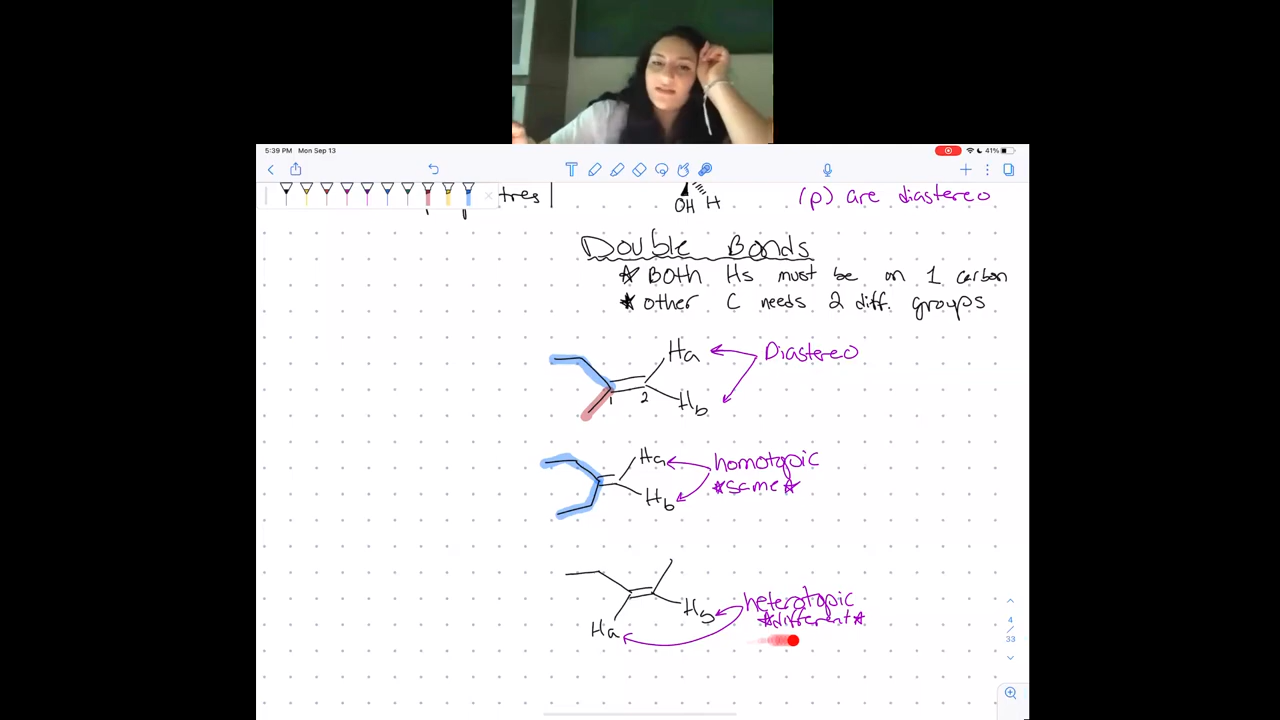 5:39 PM Mon Sep 13
41%
T
tres
OH H
(p) are diastereo
Double Bonds
★ Both Hs must be on 1 carbon
★ other C needs 2 diff. groups
Ha
Diastereo
1 2
Hb
Ha
homotopic
★same★
Hb
Hb
heterotopic
★different★
Ha
4
/
33